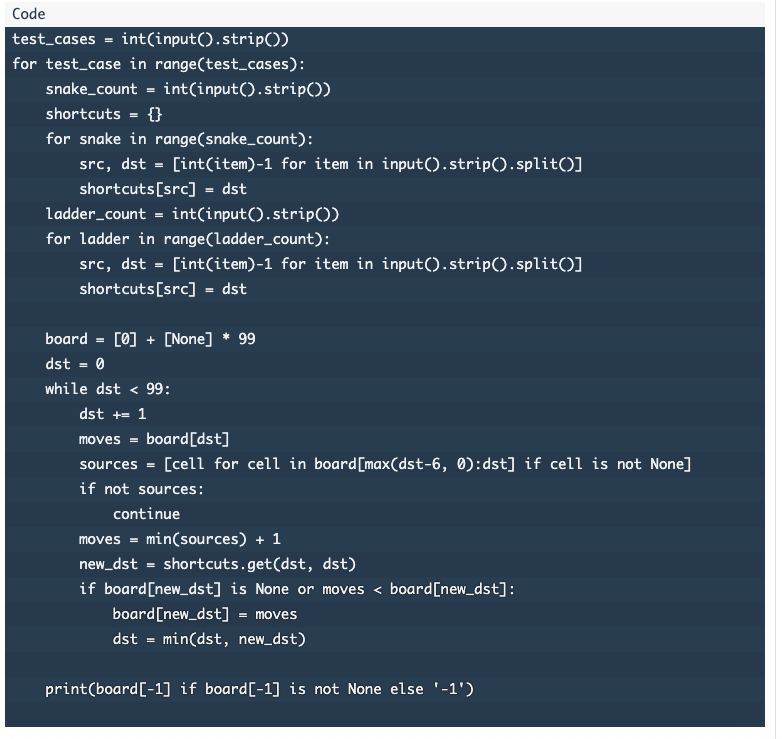 Code
test_cases = int(input().strip())
for test_case in range(test_cases):
    snake_count = int(input().strip())
    shortcuts = {}
    for snake in range(snake_count):
        src, dst = [int(item)-1 for item in input().strip().split()]
        shortcuts[src] = dst
    ladder_count = int(input().strip())
    for ladder in range(ladder_count):
        src, dst = [int(item)-1 for item in input().strip().split()]
        shortcuts[src] = dst

    board = [0] + [None] * 99
    dst = 0
    while dst < 99:
        dst += 1
        moves = board[dst]
        sources = [cell for cell in board[max(dst-6, 0):dst] if cell is not None]
        if not sources:
            continue
        moves = min(sources) + 1
        new_dst = shortcuts.get(dst, dst)
        if board[new_dst] is None or moves < board[new_dst]:
            board[new_dst] = moves
            dst = min(dst, new_dst)

    print(board[-1] if board[-1] is not None else '-1')